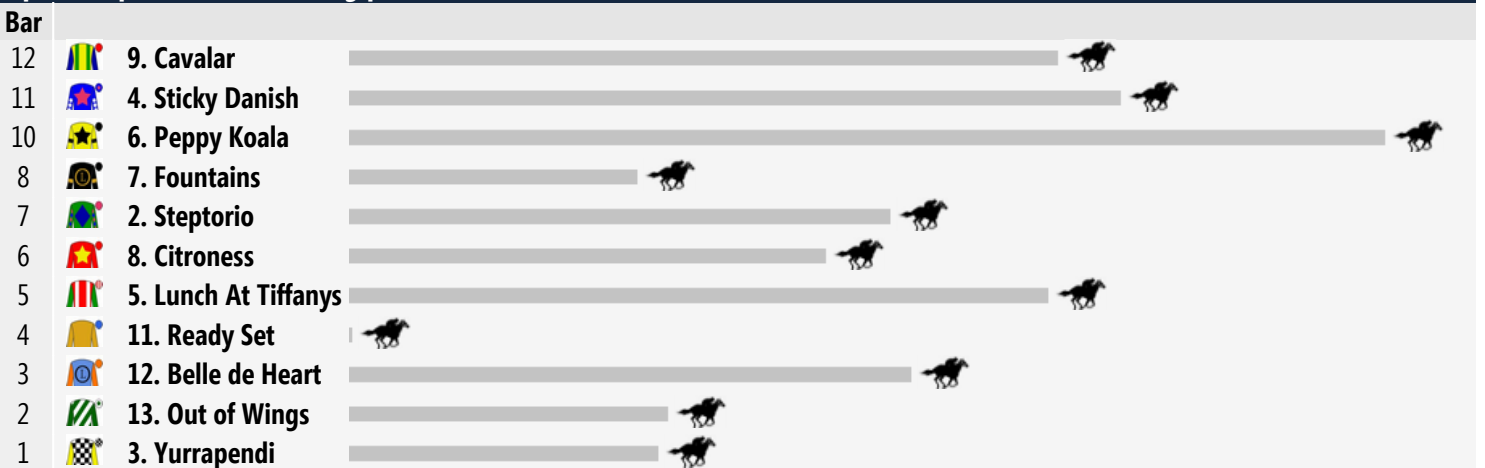 Bar
12 9. Cavalar
11 4. Sticky Danish
10 6. Peppy Koala
8 7. Fountains
7 2. Steptorio
6 8. Citroness
5 5. Lunch At Tiffanys
4 11. Ready Set
3 12. Belle de Heart
2 13. Out of Wings
1 3. Yurrapendi